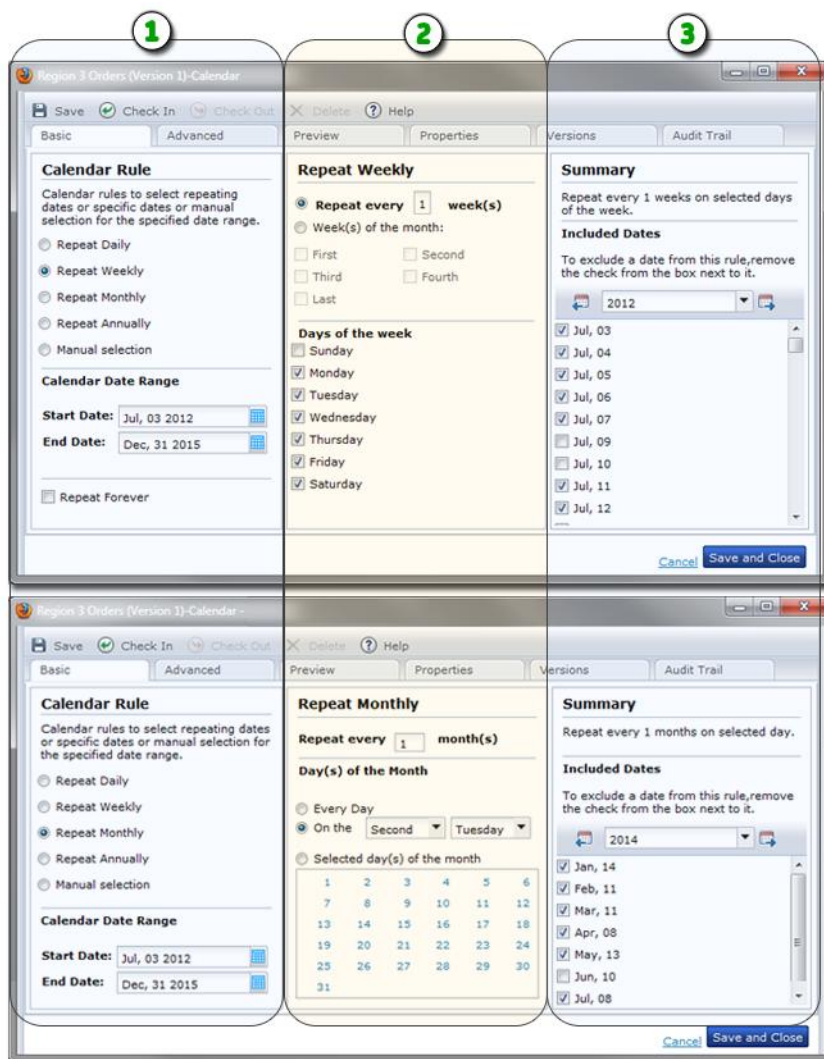 1
2
3
Region 3 Orders (Version 1)-Calendar
Save Check In Check Out Delete Help
Basic Advanced Preview Properties Versions Audit Trail
Calendar Rule
Calendar rules to select repeating
dates or specific dates or manual
selection for the specified date range.
Repeat Daily
Repeat Weekly
Repeat Monthly
Repeat Annually
Manual selection
Calendar Date Range
Start Date: Jul, 03 2012
End Date: Dec, 31 2015
Repeat Forever
Repeat Weekly
Repeat every 1 week(s)
Week(s) of the month:
First Second
Third Fourth
Last
Days of the week
Sunday
Monday
Tuesday
Wednesday
Thursday
Friday
Saturday
Summary
Repeat every 1 weeks on selected days
of the week.
Included Dates
To exclude a date from this rule,remove
the check from the box next to it.
2012
Jul, 03
Jul, 04
Jul, 05
Jul, 06
Jul, 07
Jul, 09
Jul, 10
Jul, 11
Jul, 12
Cancel Save and Close
Region 3 Orders (Version 1)-Calendar -
Save Check In Check Out Delete Help
Basic Advanced Preview Properties Versions Audit Trail
Calendar Rule
Calendar rules to select repeating dates
or specific dates or manual selection for
the specified date range.
Repeat Daily
Repeat Weekly
Repeat Monthly
Repeat Annually
Manual selection
Calendar Date Range
Start Date: Jul, 03 2012
End Date: Dec, 31 2015
Repeat Monthly
Repeat every 1 month(s)
Day(s) of the Month
Every Day
On the Second Tuesday
Selected day(s) of the month
1 2 3 4 5 6
7 8 9 10 11 12
13 14 15 16 17 18
19 20 21 22 23 24
25 26 27 28 29 30
31
Summary
Repeat every 1 months on selected day.
Included Dates
To exclude a date from this rule,remove
the check from the box next to it.
2014
Jan, 14
Feb, 11
Mar, 11
Apr, 08
May, 13
Jun, 10
Jul, 08
Cancel Save and Close